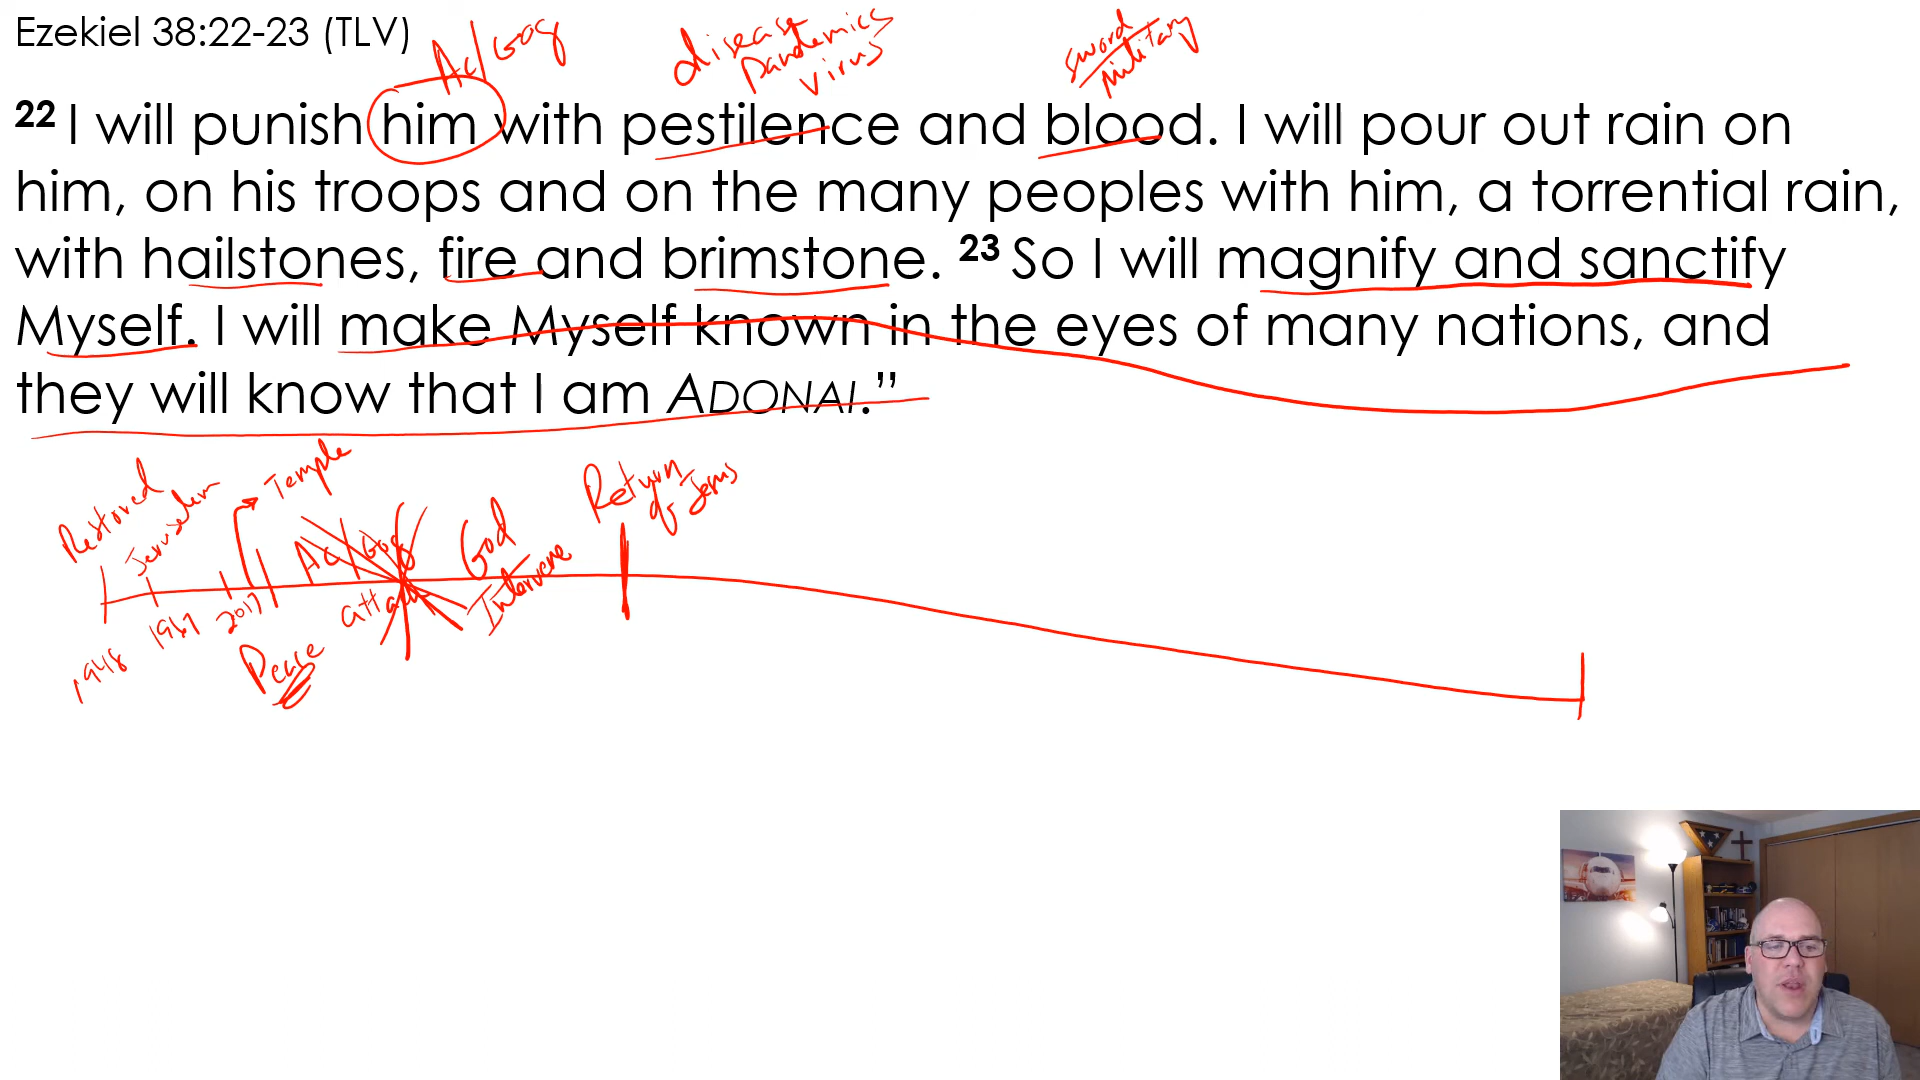 Ezekiel 38:22-23 (TLV)
Ac/Gog
disease
Pandemics
virus
sword
military
22 I will punish him with pestilence and blood. I will pour out rain on
him, on his troops and on the many peoples with him, a torrential rain,
with hailstones, fire and brimstone. 23 So I will magnify and sanctify
Myself. I will make Myself known in the eyes of many nations, and
they will know that I am ADONAI.”
Restored
Jerusalem
Temple
Ac/Gog
attack
God
Intervene
Return
of Jesus
1948
1967
2017
Peace